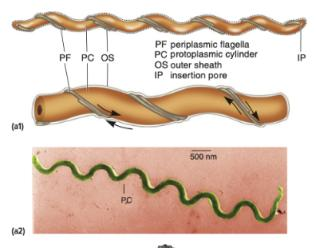 PF periplasmic flagella
PC protoplasmic cylinder
OS outer sheath
IP insertion pore
PF PC OS IP
(a1)
500 nm
PC
(a2)